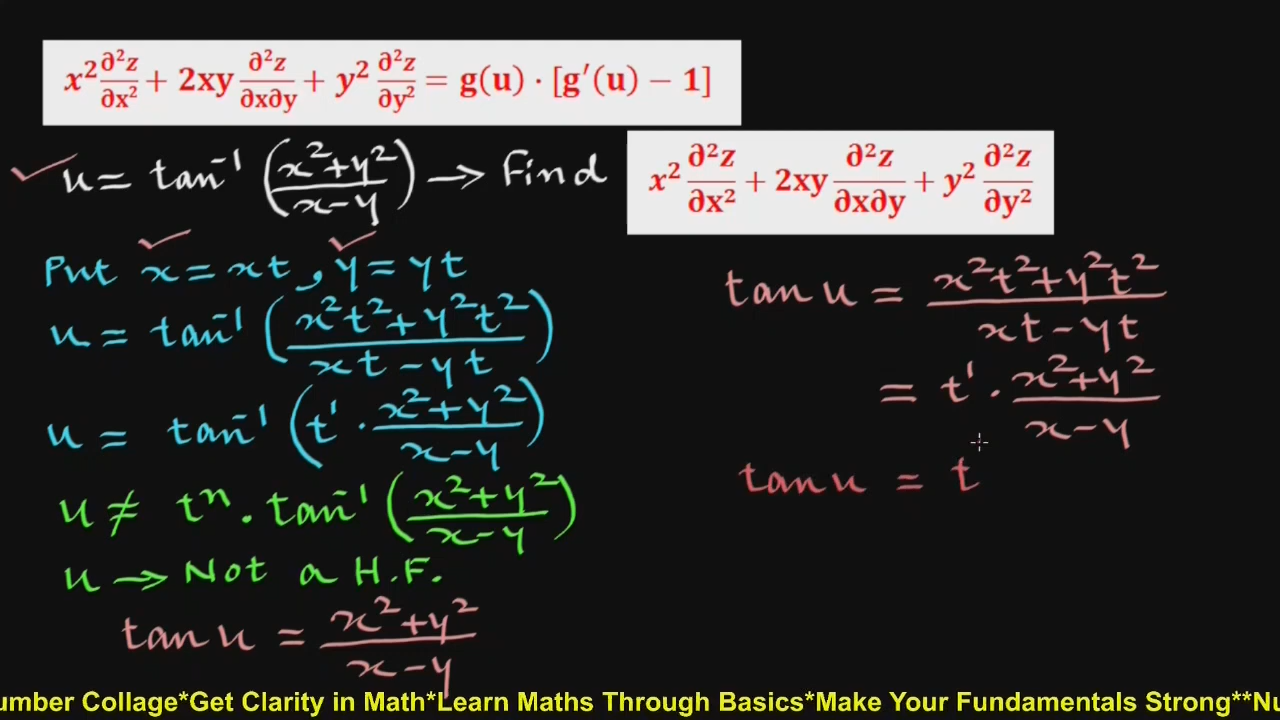 x² ∂²z/∂x² + 2xy ∂²z/∂x∂y + y² ∂²z/∂y² = g(u) · [g′(u) − 1]
u = tan⁻¹ ((x²+y²)/(x−y)) → Find x² ∂²z/∂x² + 2xy ∂²z/∂x∂y + y² ∂²z/∂y²
Put x = xt, y = yt
u = tan⁻¹ ((x²t²+y²t²)/(xt−yt))
u = tan⁻¹ (t¹ · (x²+y²)/(x−y))
u ≠ tⁿ · tan⁻¹ ((x²+y²)/(x−y))
u → Not a H.F.
tan u = (x²+y²)/(x−y)
tan u = (x²t²+y²t²)/(xt−yt)
= t¹ · (x²+y²)/(x−y)
tan u = t
umber Collage*Get Clarity in Math*Learn Maths Through Basics*Make Your Fundamentals Strong**Nu